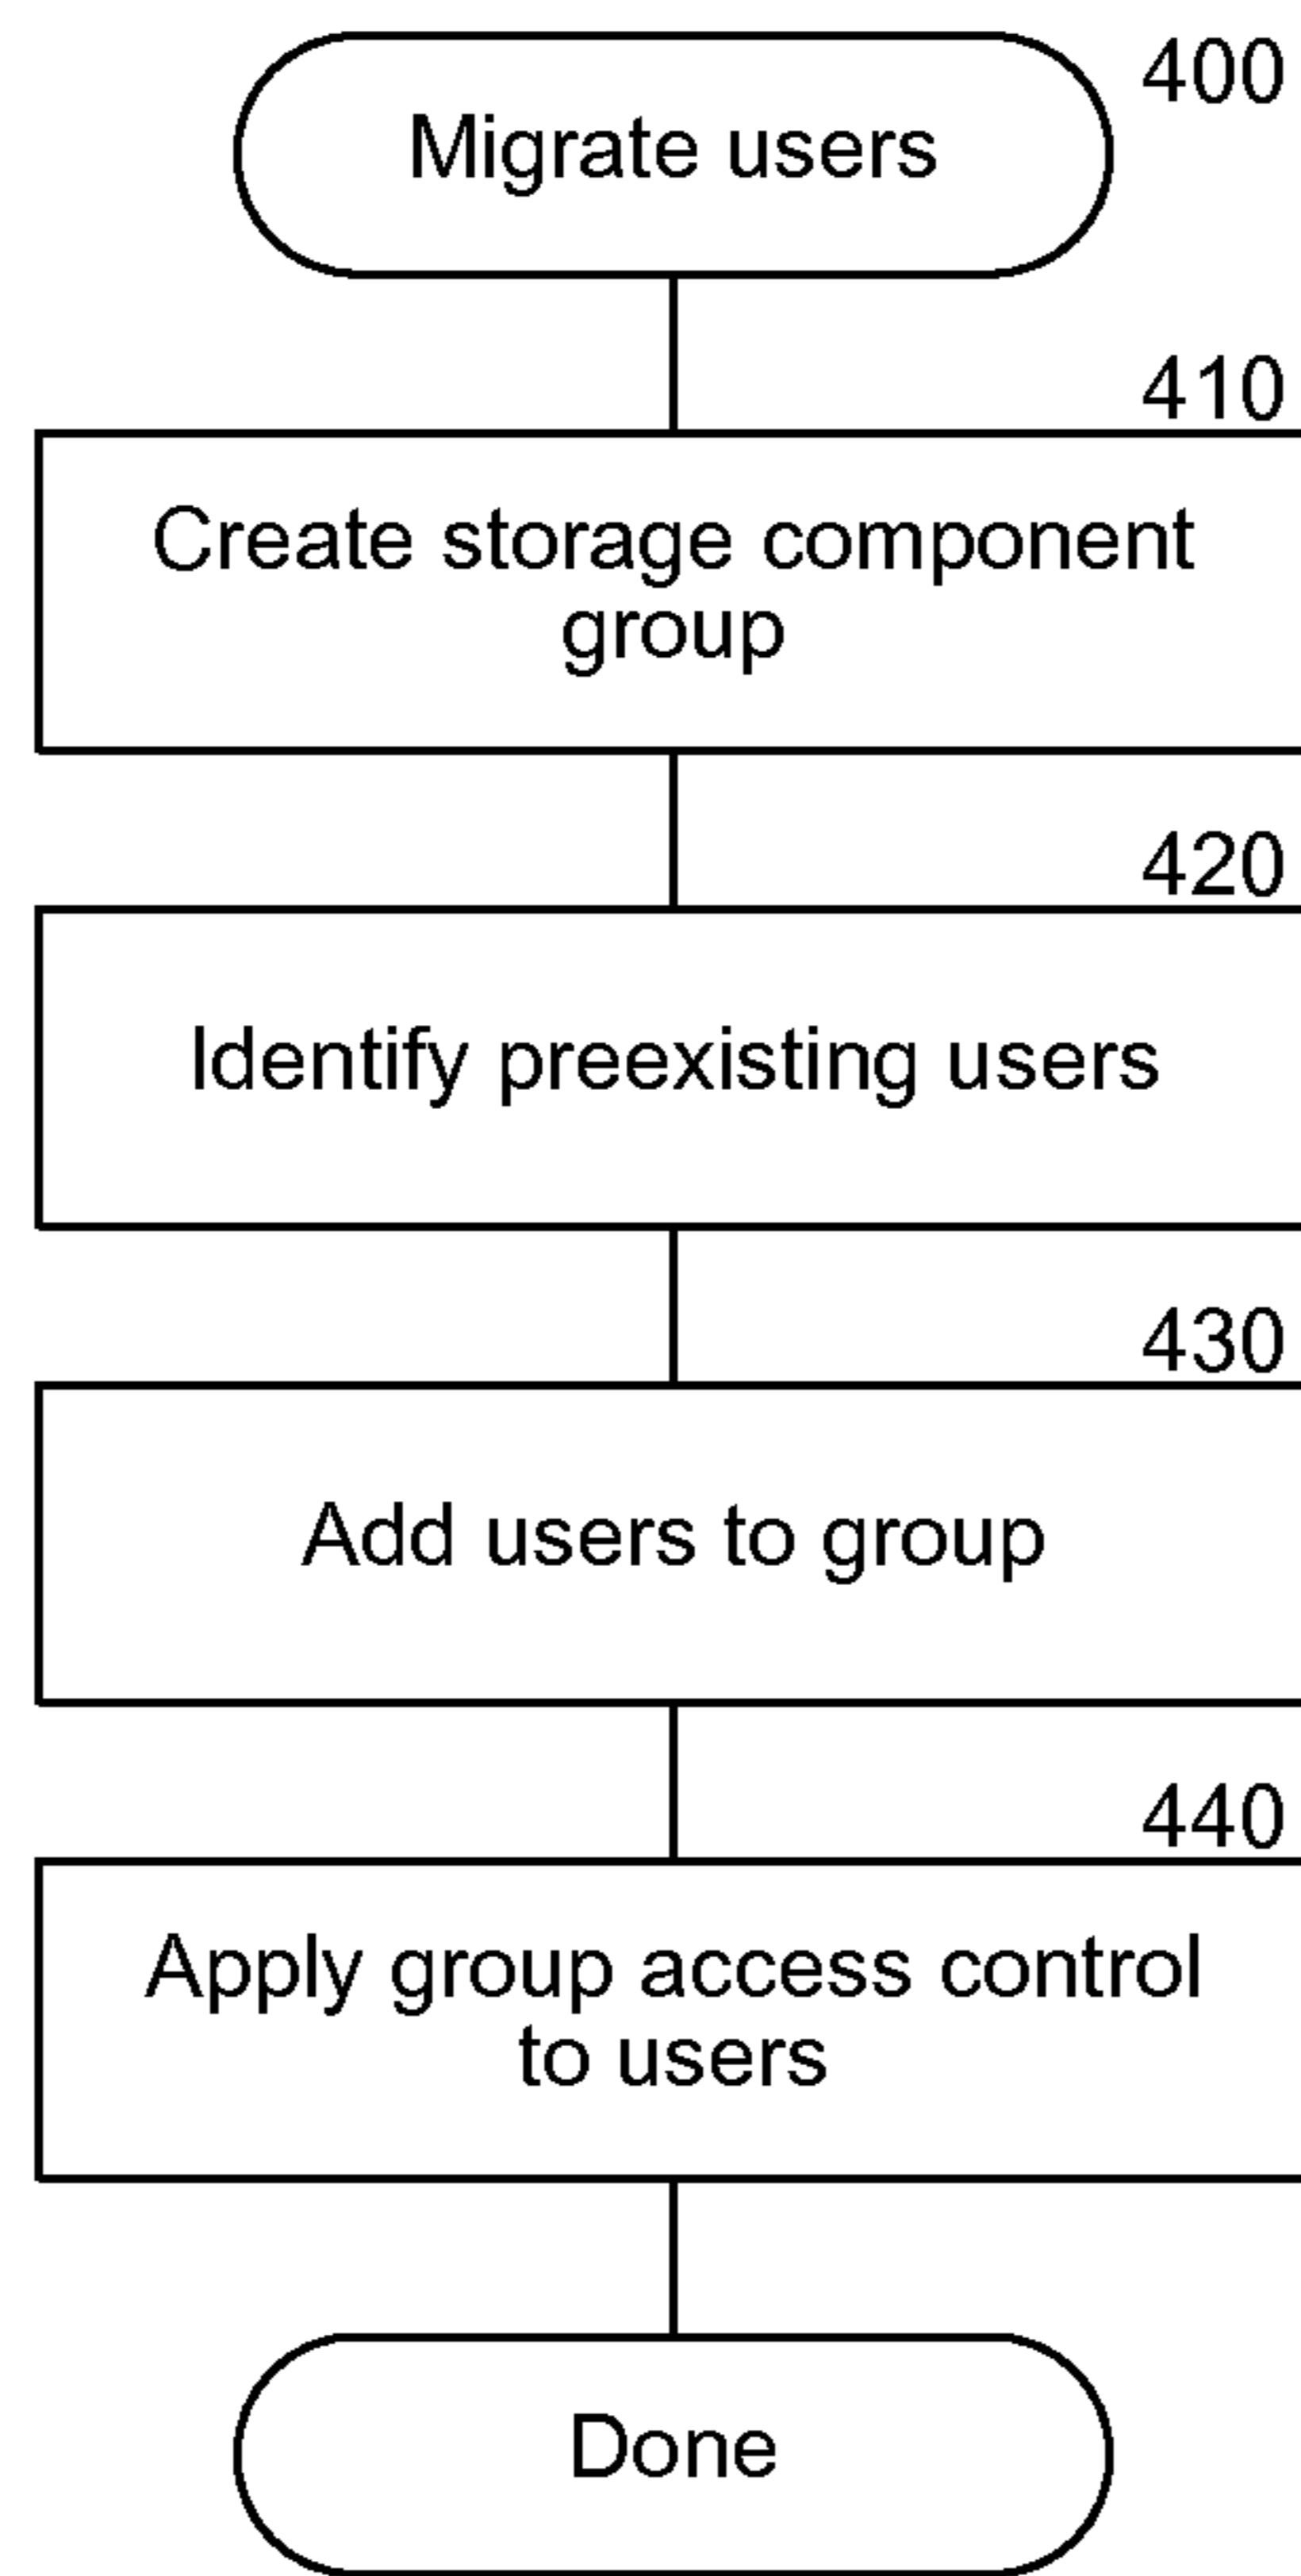 400
Migrate users
410
Create storage component
group
420
Identify preexisting users
430
Add users to group
440
Apply group access control
to users
Done